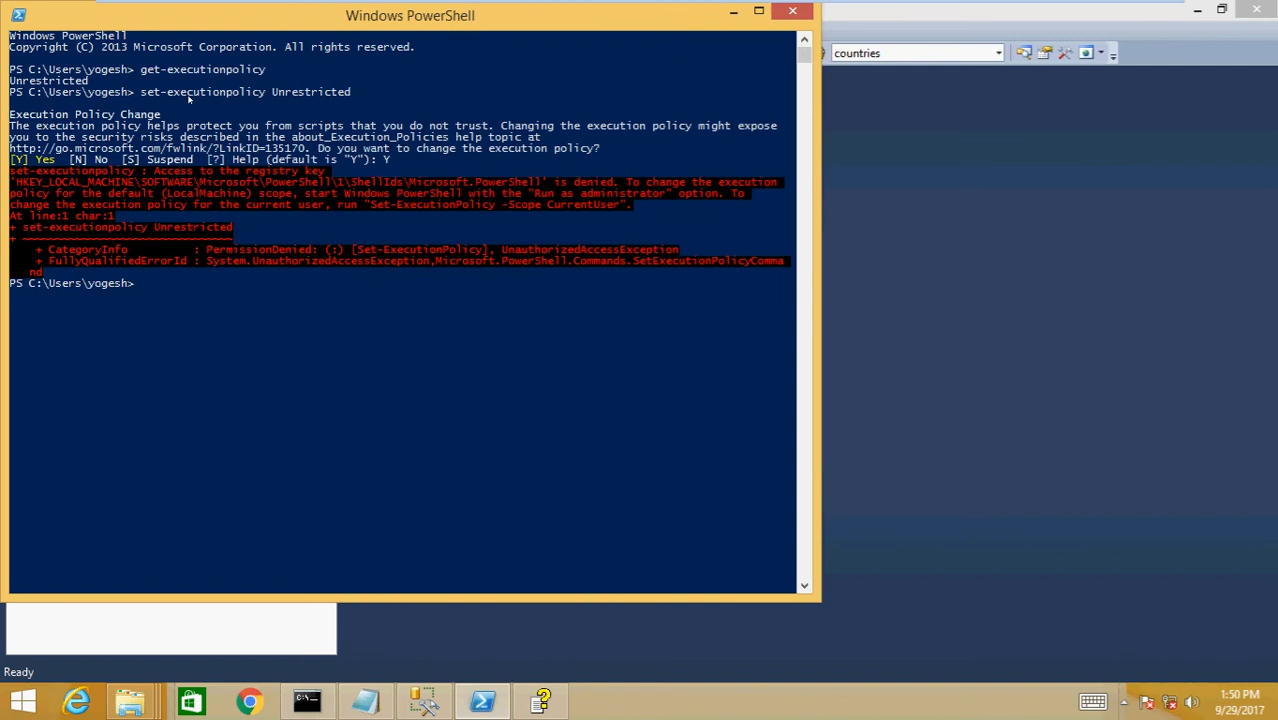 Windows PowerShell
Windows PowerShell
Copyright (C) 2013 Microsoft Corporation. All rights reserved.
PS C:\Users\yogesh> get-executionpolicy
Unrestricted
PS C:\Users\yogesh> set-executionpolicy Unrestricted
Execution Policy Change
The execution policy helps protect you from scripts that you do not trust. Changing the execution policy might expose
you to the security risks described in the about_Execution_Policies help topic at
http://go.microsoft.com/fwlink/?LinkID=135170. Do you want to change the execution policy?
[Y] Yes  [N] No  [S] Suspend  [?] Help (default is "Y"): Y
set-executionpolicy : Access to the registry key
'HKEY_LOCAL_MACHINE\SOFTWARE\Microsoft\PowerShell\1\ShellIds\Microsoft.PowerShell' is denied. To change the execution
policy for the default (LocalMachine) scope, start Windows PowerShell with the "Run as administrator" option. To
change the execution policy for the current user, run "Set-ExecutionPolicy -Scope CurrentUser".
At line:1 char:1
+ set-executionpolicy Unrestricted
+ ~~~~~~~~~~~~~~~~~~~~~~~~~~~~~~~~
+ CategoryInfo          : PermissionDenied: (:) [Set-ExecutionPolicy], UnauthorizedAccessException
+ FullyQualifiedErrorId : System.UnauthorizedAccessException,Microsoft.PowerShell.Commands.SetExecutionPolicyComma
nd
PS C:\Users\yogesh>
countries
Ready
1:50 PM
9/29/2017